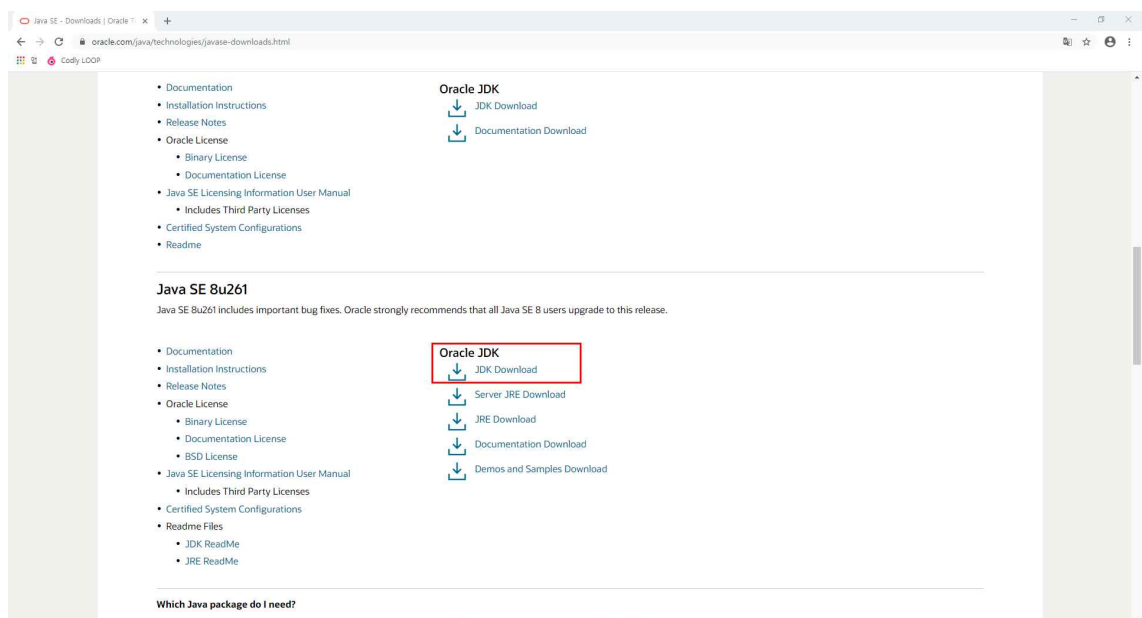 Java SE - Downloads | Oracle T
oracle.com/java/technologies/javase-downloads.html
Codly LOOP
Documentation
Installation Instructions
Release Notes
Oracle License
Binary License
Documentation License
Java SE Licensing Information User Manual
Includes Third Party Licenses
Certified System Configurations
Readme
Oracle JDK
JDK Download
Documentation Download
Java SE 8u261
Java SE 8u261 includes important bug fixes. Oracle strongly recommends that all Java SE 8 users upgrade to this release.
Documentation
Installation Instructions
Release Notes
Oracle License
Binary License
Documentation License
BSD License
Java SE Licensing Information User Manual
Includes Third Party Licenses
Certified System Configurations
Readme Files
JDK ReadMe
JRE ReadMe
Oracle JDK
JDK Download
Server JRE Download
JRE Download
Documentation Download
Demos and Samples Download
Which Java package do I need?